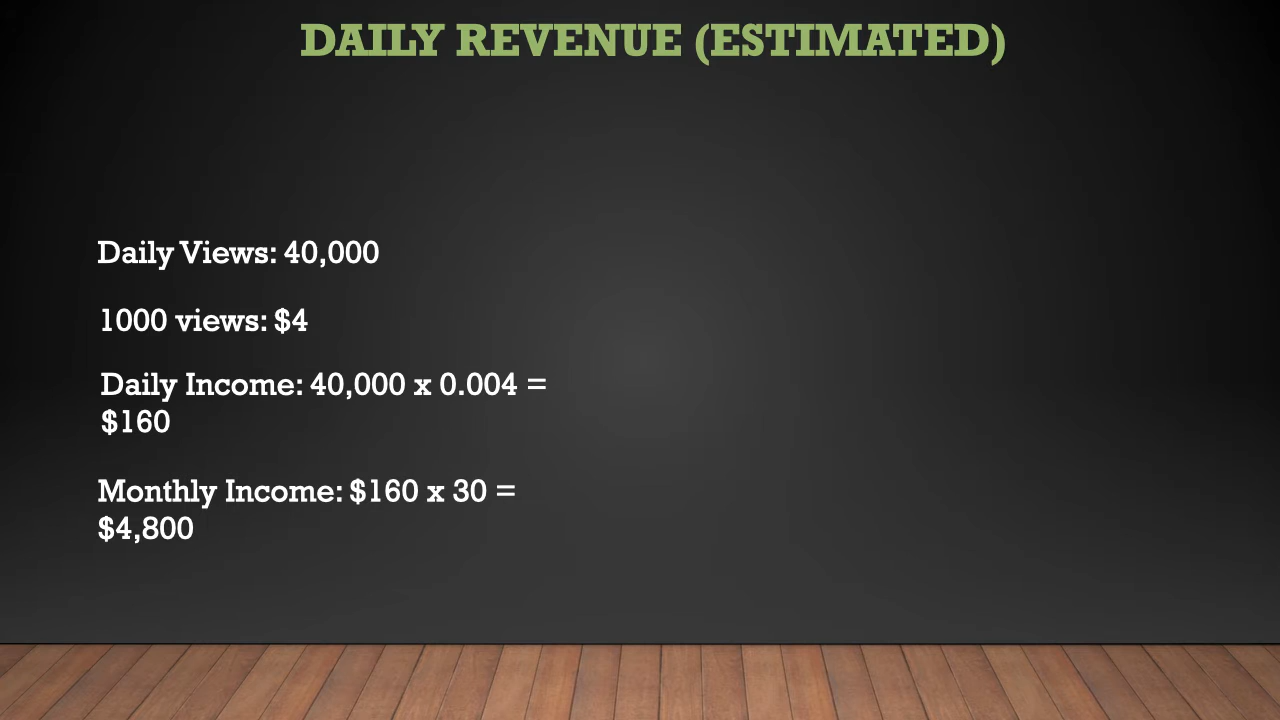 DAILY REVENUE (ESTIMATED)
Daily Views: 40,000
1000 views: $4
Daily Income: 40,000 x 0.004 =
$160
Monthly Income: $160 x 30 =
$4,800